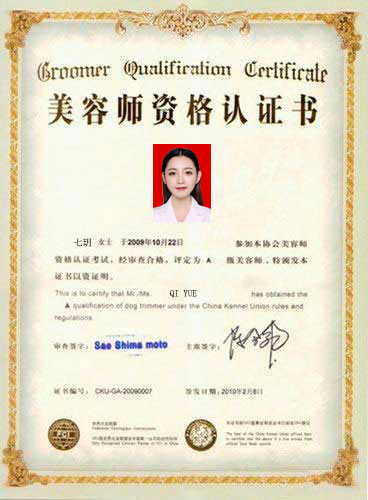 Groomer Qualification Certificate
美容师资格认证书
七玥 女士 于2009年10月22日 参加本协会美容师
资格认证考试，经审查合格，评定为 A 级美容师，特颁发本
证书以资证明。
This is to certify that Mr./Ms. QI YUE has obtained the
A qualification of dog trimmer under the China Kennel Union rules and
regulations.
审查签字： Sae Shima moto 主席签字：
证书编号： CKU-GA-20090007 签发日期：2010年2月8日
世界犬业联盟